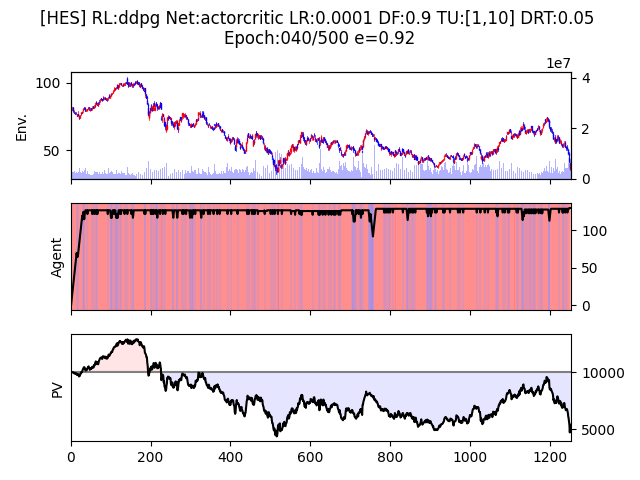 [HES] RL:ddpg Net:actorcritic LR:0.0001 DF:0.9 TU:[1,10] DRT:0.05
Epoch:040/500 e=0.92
1e7
100
50
Env.
4
2
0
Agent
100
50
0
PV
10000
5000
0 200 400 600 800 1000 1200